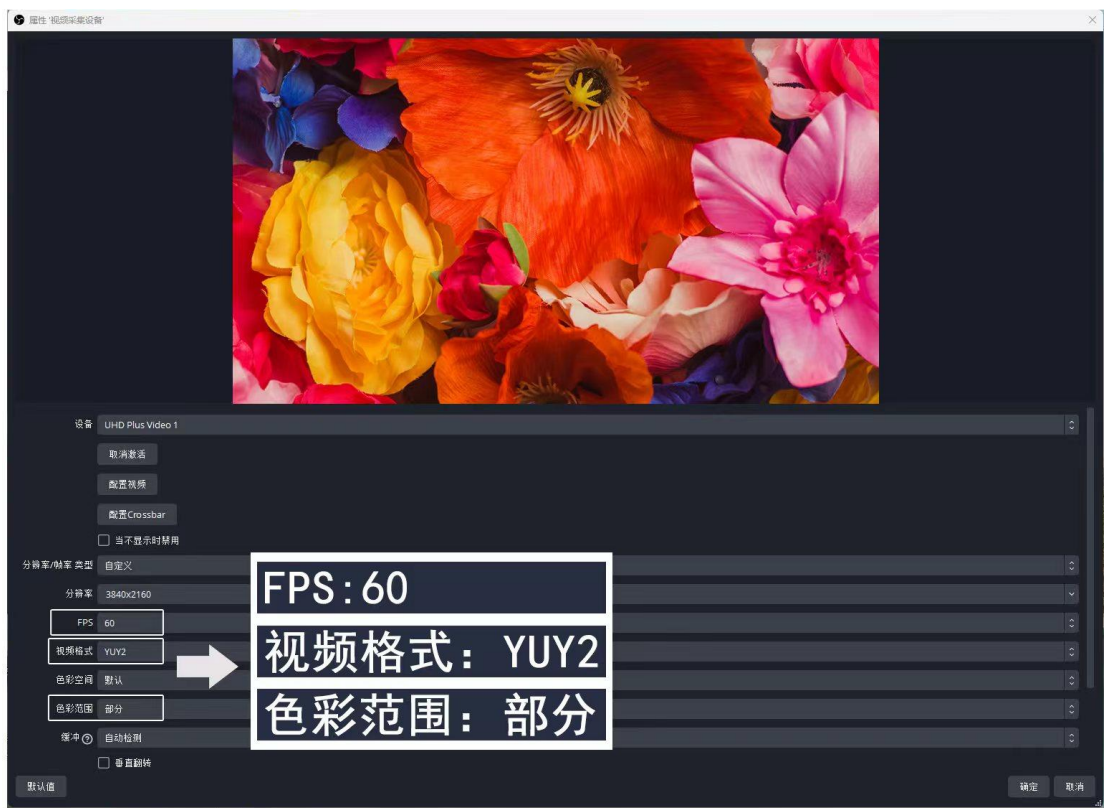 属性 '视频采集设备'
设备 UHD Plus Video 1
取消激活
配置视频
配置Crossbar
当不显示时禁用
分辨率/帧率 类型 自定义
分辨率 3840x2160
FPS 60
视频格式 YUY2
色彩空间 默认
色彩范围 部分
缓冲 ? 自动检测
垂直翻转
FPS:60
视频格式：YUY2
色彩范围：部分
默认值 确定 取消